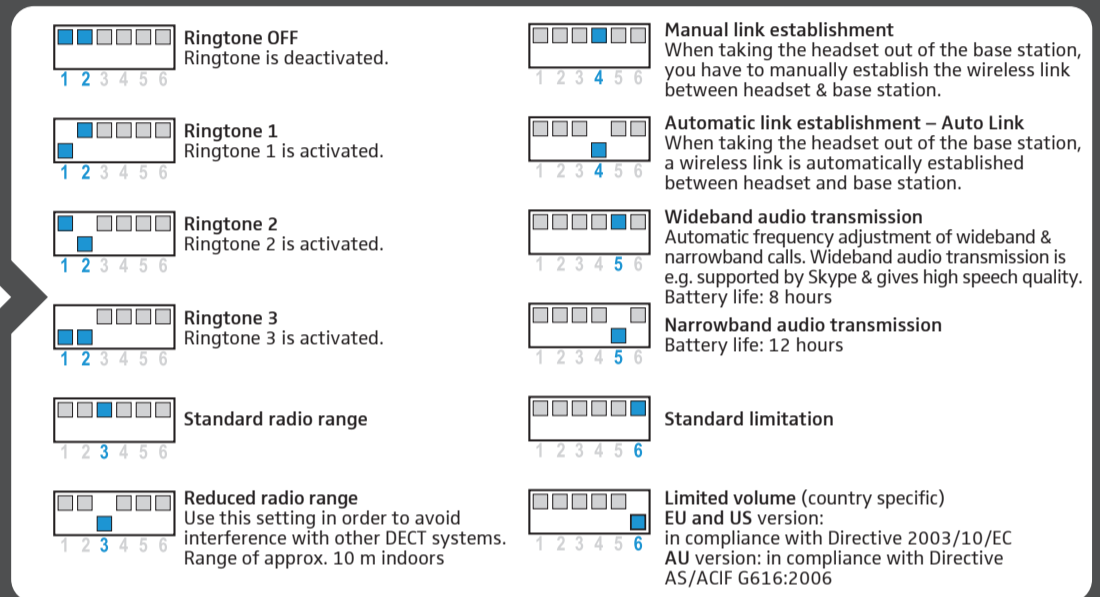 Ringtone OFF
Ringtone is deactivated.
1 2 3 4 5 6
Ringtone 1
Ringtone 1 is activated.
1 2 3 4 5 6
Ringtone 2
Ringtone 2 is activated.
1 2 3 4 5 6
Ringtone 3
Ringtone 3 is activated.
1 2 3 4 5 6
Standard radio range
1 2 3 4 5 6
Reduced radio range
Use this setting in order to avoid
interference with other DECT systems.
Range of approx. 10 m indoors
1 2 3 4 5 6
Manual link establishment
When taking the headset out of the base station,
you have to manually establish the wireless link
between headset & base station.
1 2 3 4 5 6
Automatic link establishment – Auto Link
When taking the headset out of the base station,
a wireless link is automatically established
between headset and base station.
1 2 3 4 5 6
Wideband audio transmission
Automatic frequency adjustment of wideband &
narrowband calls. Wideband audio transmission is
e.g. supported by Skype & gives high speech quality.
Battery life: 8 hours
1 2 3 4 5 6
Narrowband audio transmission
Battery life: 12 hours
1 2 3 4 5 6
Standard limitation
1 2 3 4 5 6
Limited volume (country specific)
EU and US version:
in compliance with Directive 2003/10/EC
AU version: in compliance with Directive
AS/ACIF G616:2006
1 2 3 4 5 6